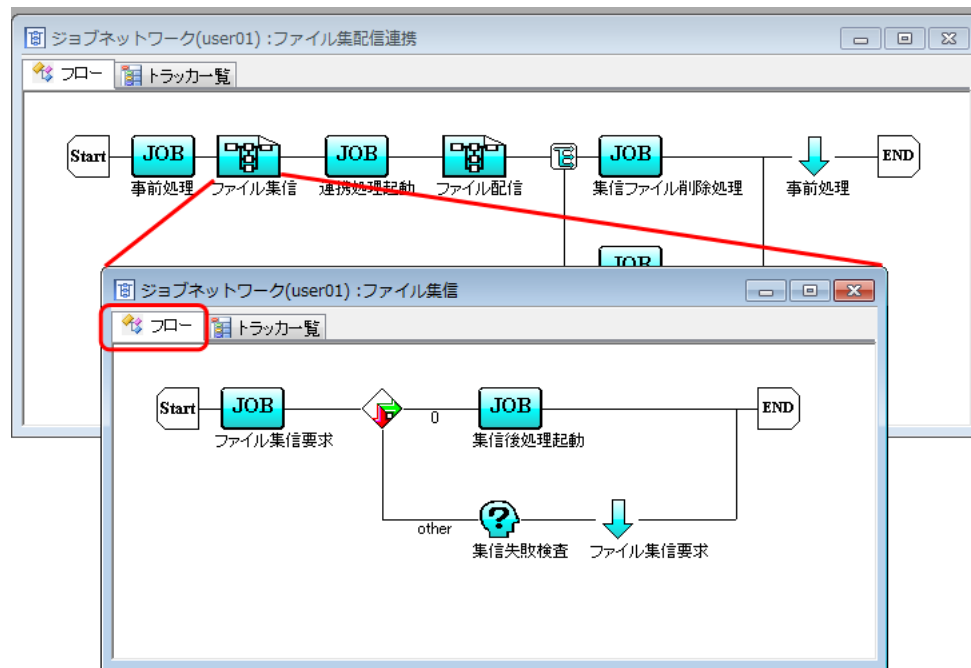 ジョブネットワーク(user01) :ファイル集配信連携
フロー トラッカ一覧
Start JOB JOB JOB END
事前処理 ファイル集信 連携処理起動 ファイル配信 集信ファイル削除処理 事前処理
JOB
ジョブネットワーク(user01) :ファイル集信
フロー トラッカ一覧
Start JOB 0 JOB END
ファイル集信要求 集信後処理起動
other
集信失敗検査 ファイル集信要求